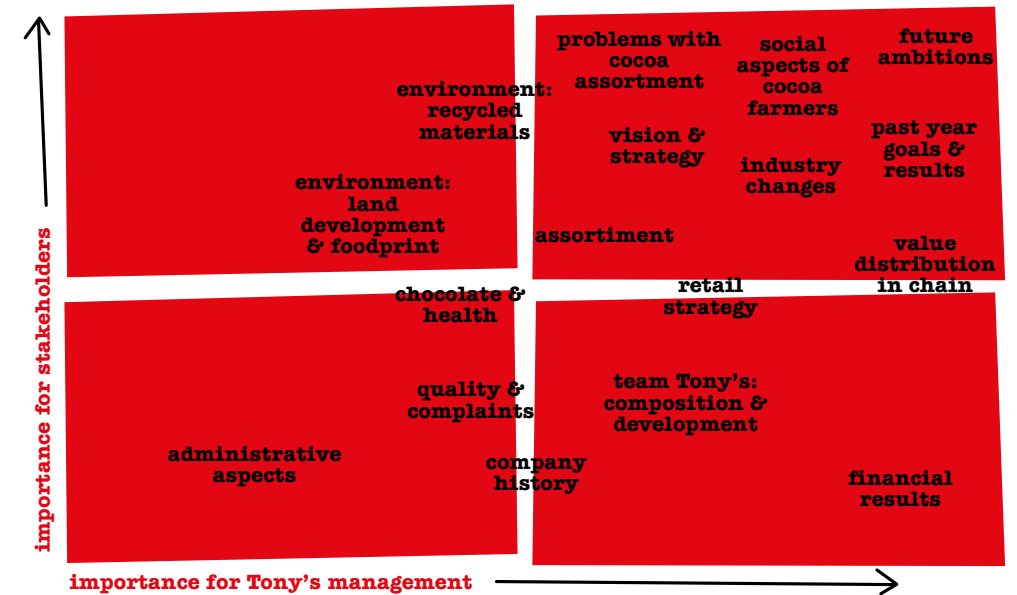 problems with
cocoa
assortment
social
aspects of
cocoa
farmers
future
ambitions
environment:
recycled
materials
vision &
strategy
industry
changes
past year
goals &
results
environment:
land
development
& foodprint
assortiment
value
distribution
in chain
chocolate &
health
retail
strategy
quality &
complaints
team Tony's:
composition &
development
administrative
aspects
company
history
financial
results
importance for stakeholders
importance for Tony's management